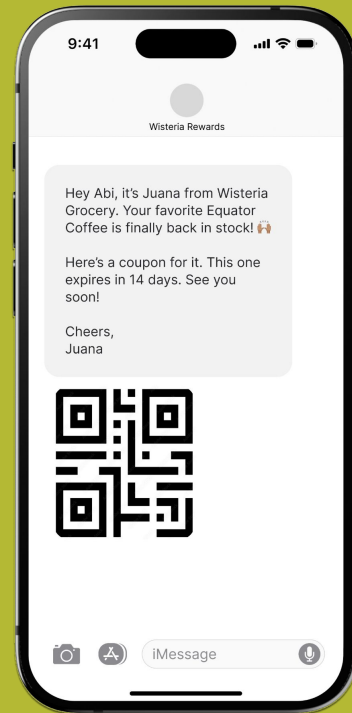 9:41
Wisteria Rewards
Hey Abi, it’s Juana from Wisteria
Grocery. Your favorite Equator
Coffee is finally back in stock! 🙌🏽
Here’s a coupon for it. This one
expires in 14 days. See you
soon!
Cheers,
Juana
iMessage